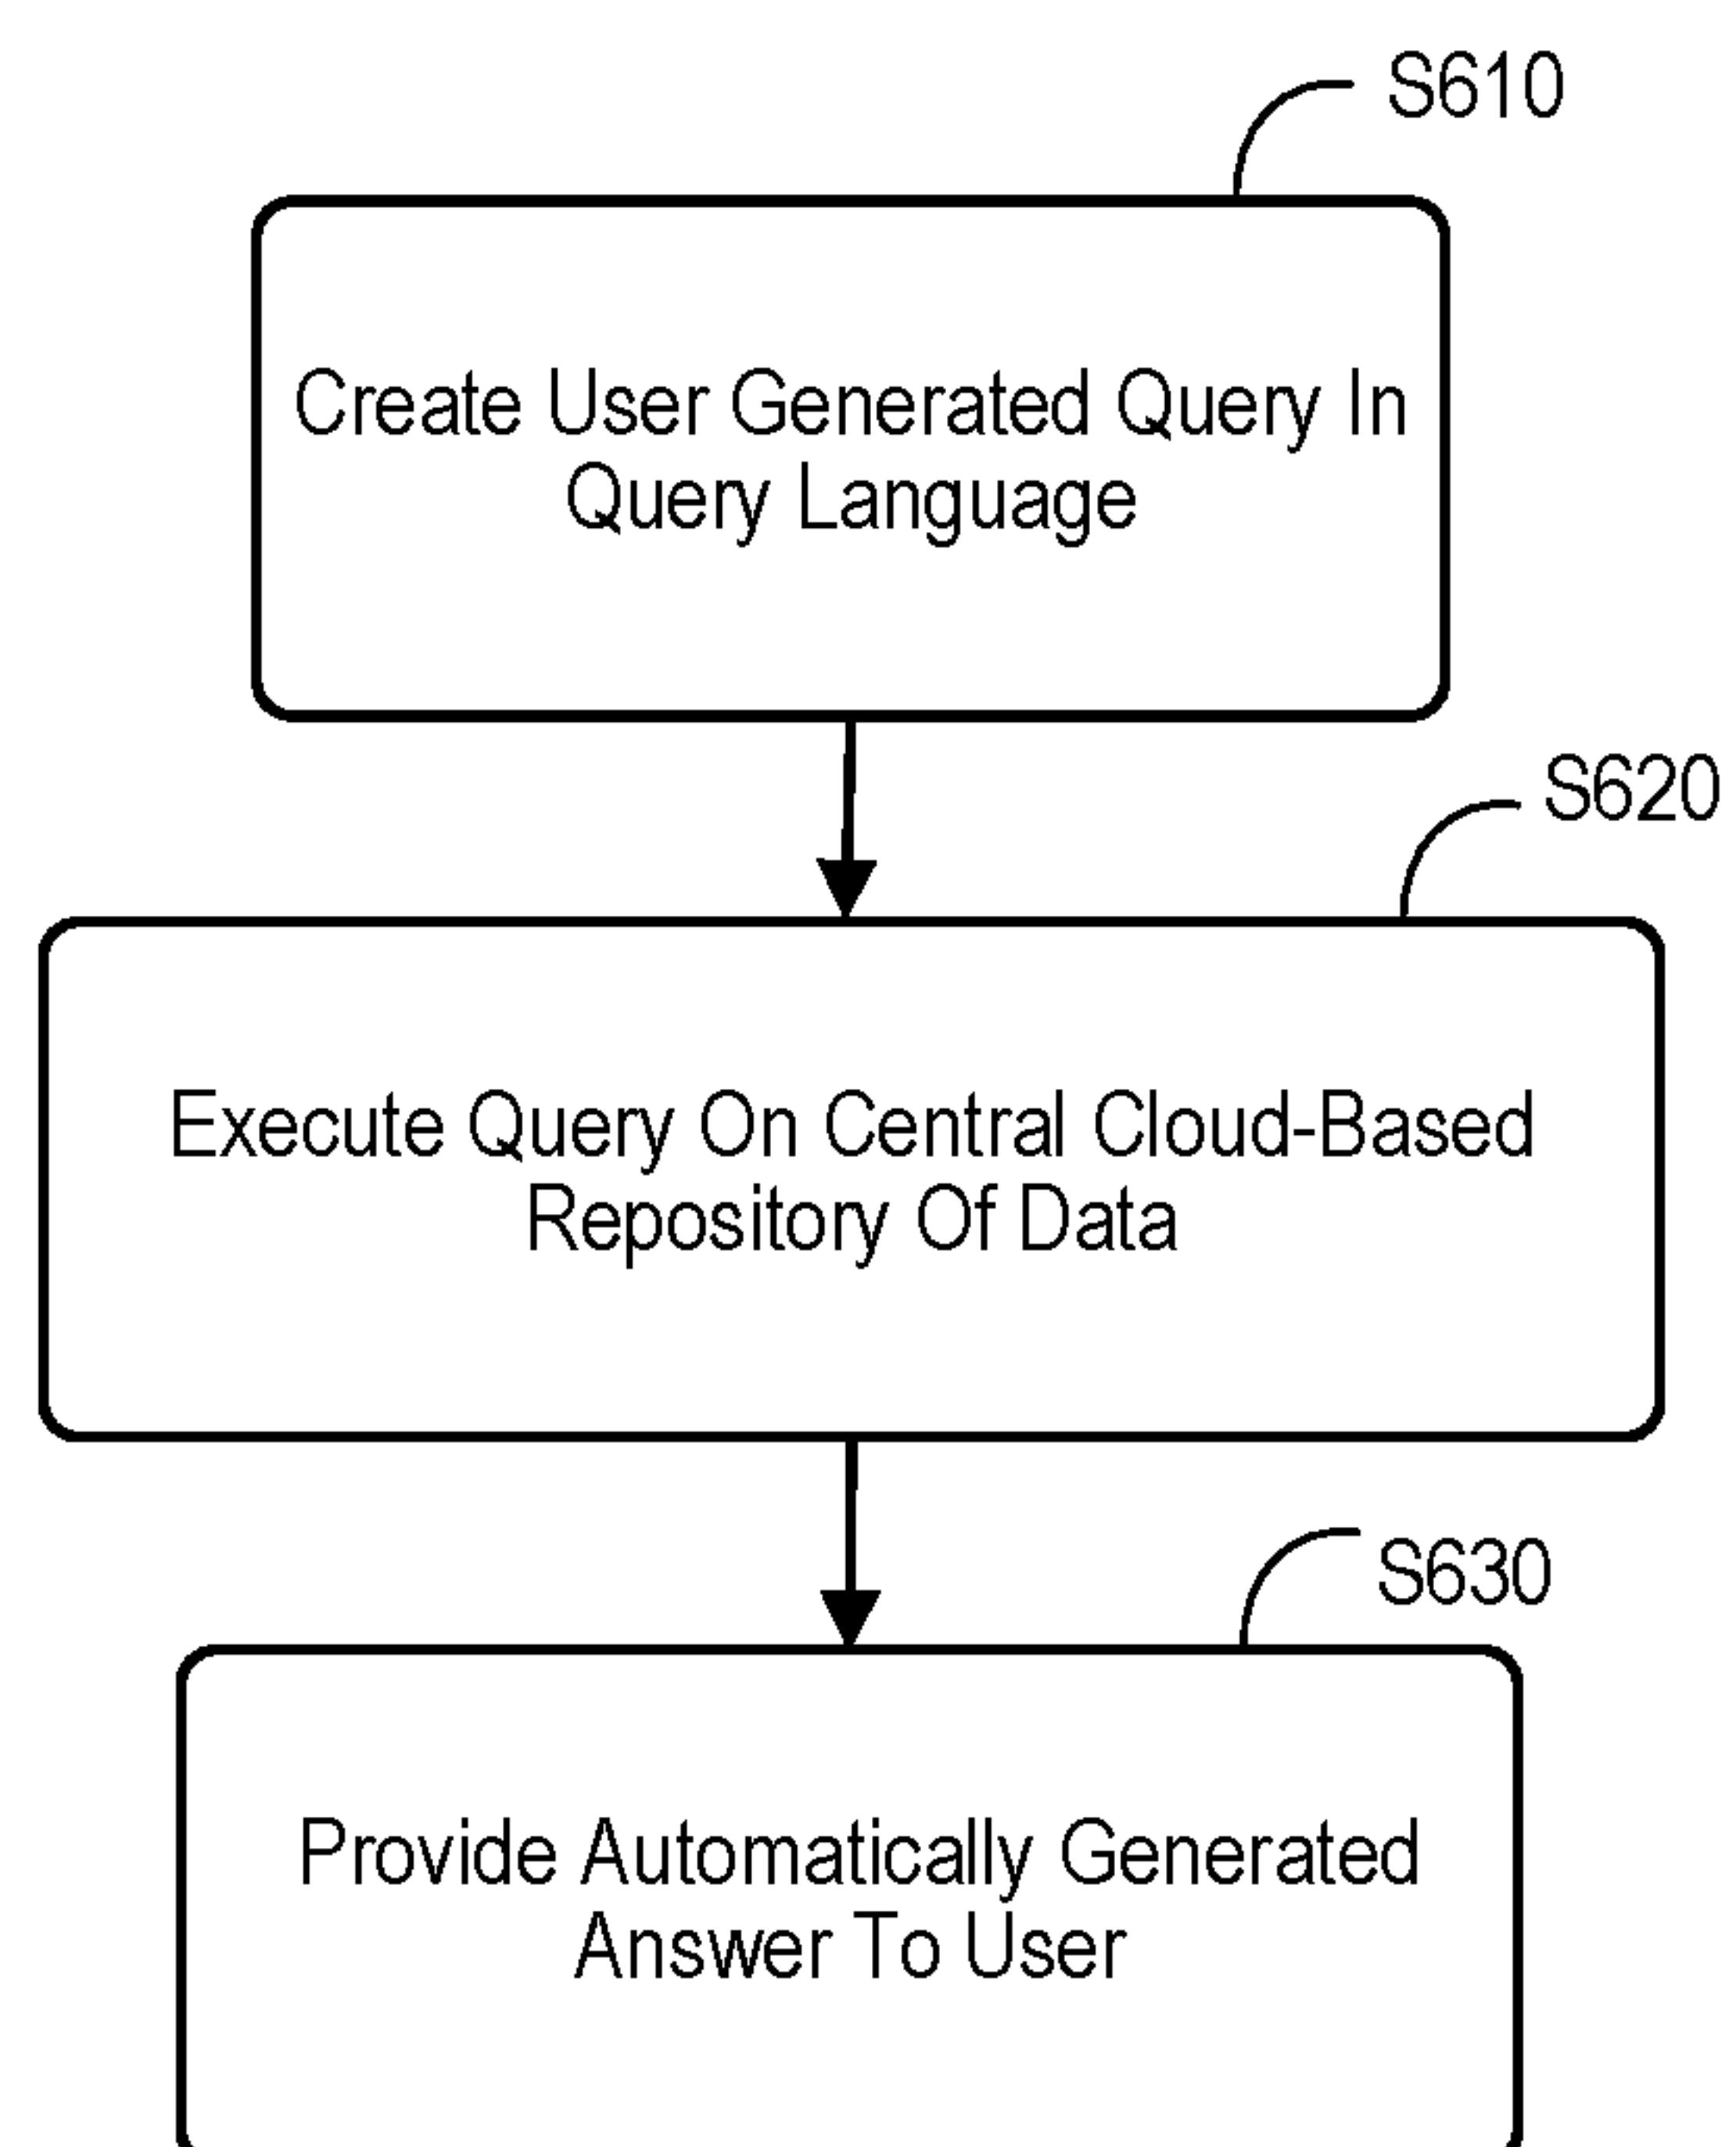 S610
Create User Generated Query In
Query Language
S620
Execute Query On Central Cloud-Based
Repository Of Data
S630
Provide Automatically Generated
Answer To User